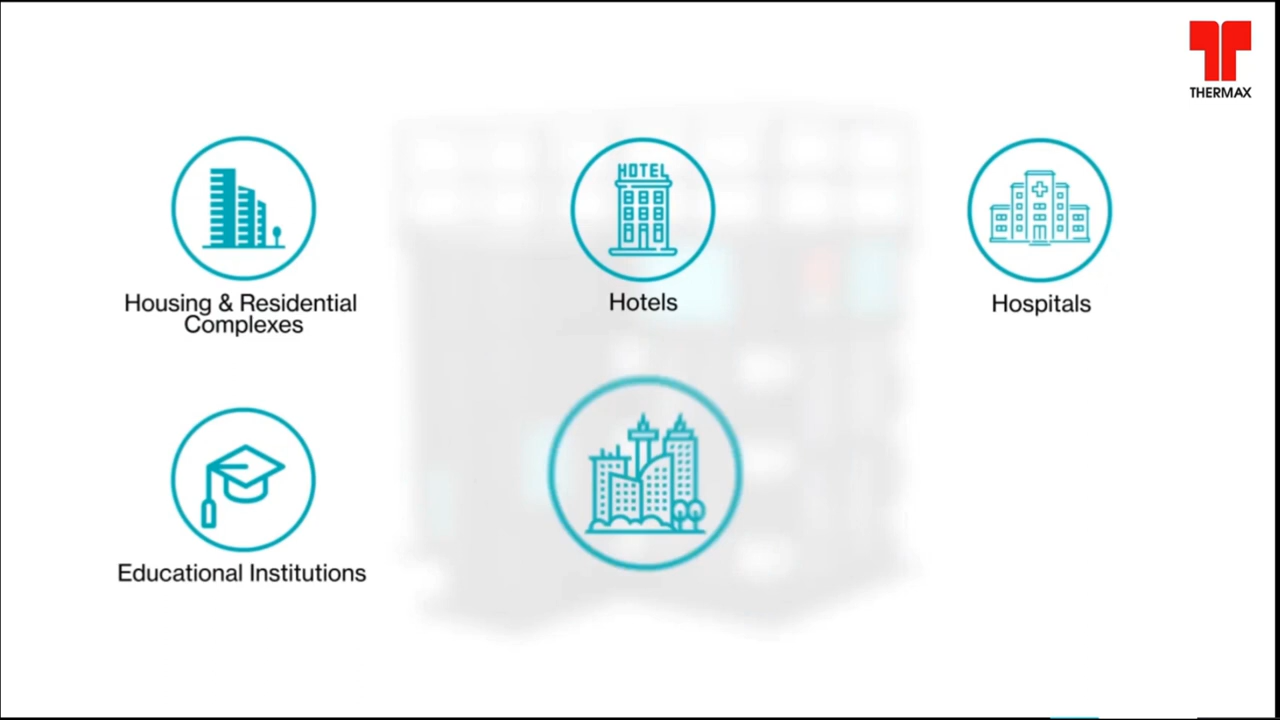 THERMAX
HOTEL
Housing & Residential
Complexes
Hotels
Hospitals
Educational Institutions